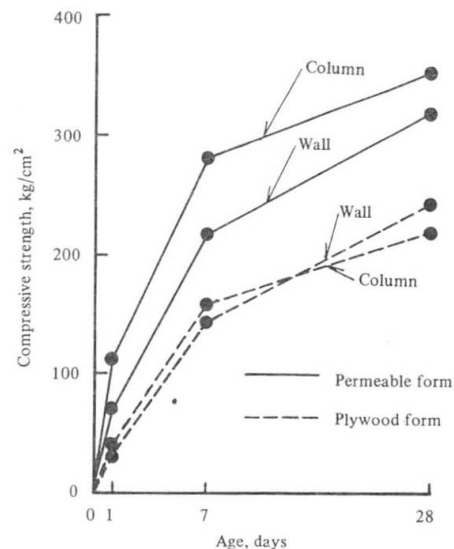 400
Column
300
Wall
Compressive strength, kg/cm²
Wall
200
Column
100
Permeable form
Plywood form
0
0 1 7 28
Age, days